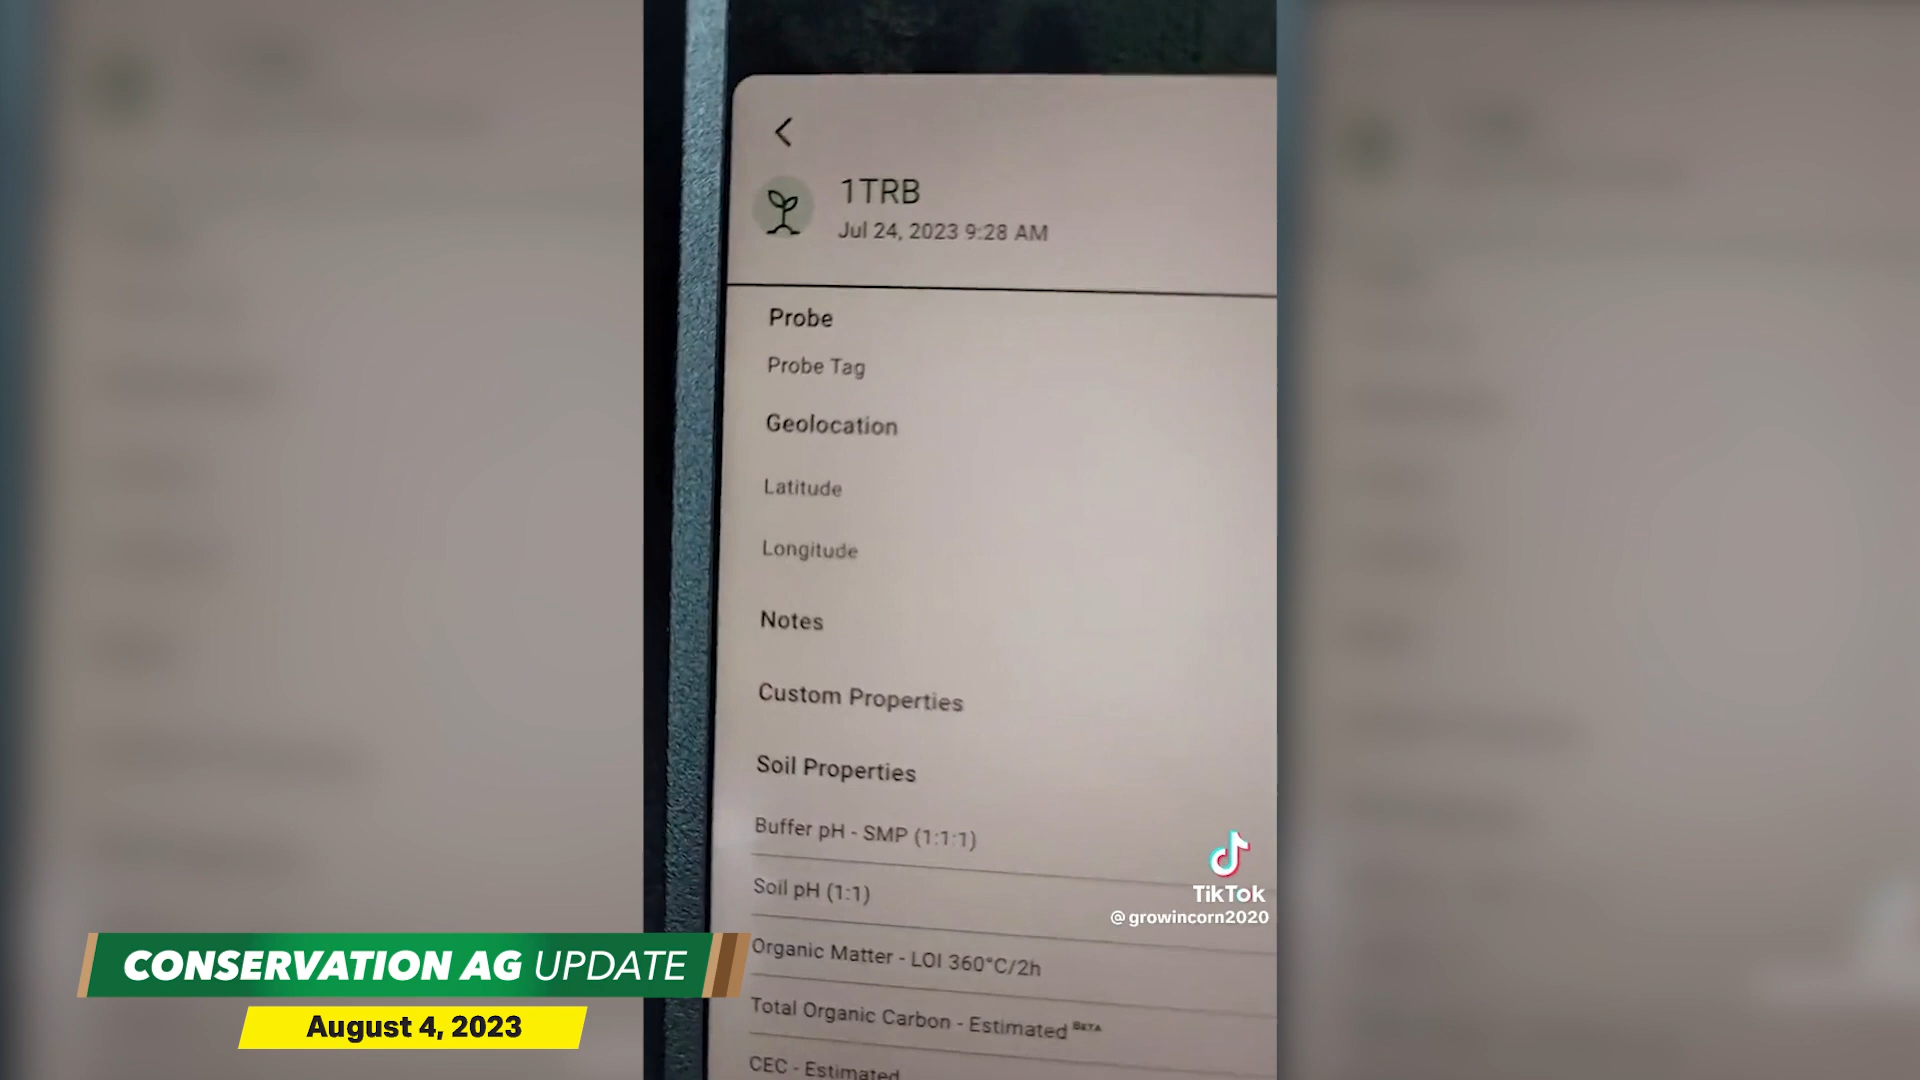 1TRB
Jul 24, 2023 9:28 AM
Probe
Probe Tag
Geolocation
Latitude
Longitude
Notes
Custom Properties
Soil Properties
Buffer pH - SMP (1:1:1)
Soil pH (1:1)
Organic Matter - LOI 360°C/2h
Total Organic Carbon - Estimated BETA
CEC - Estimated
TikTok
@growincorn2020
CONSERVATION AG UPDATE
August 4, 2023